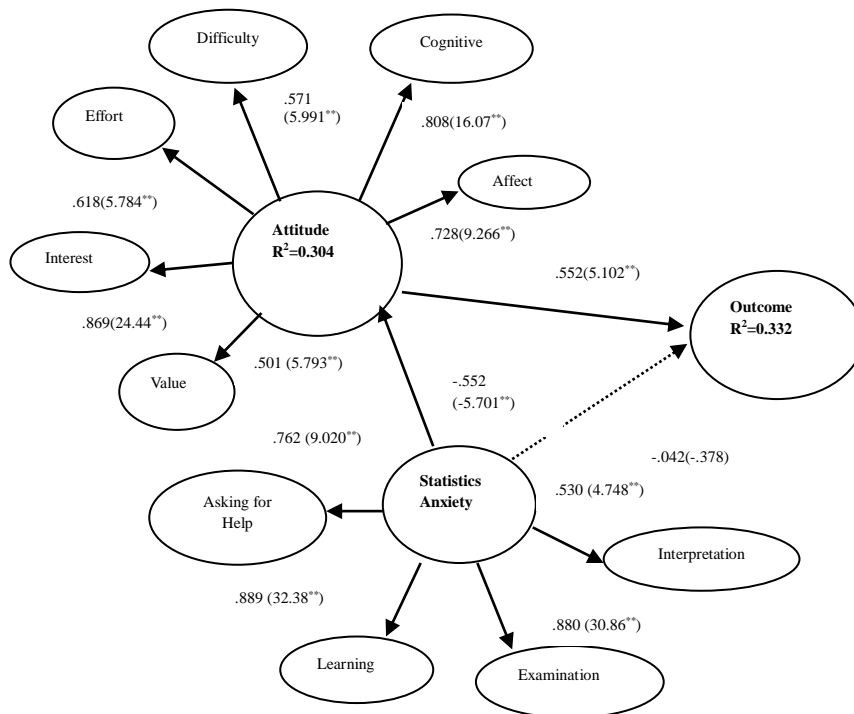 Difficulty
Cognitive
.571
(5.991**)
.808(16.07**)
Effort
Affect
.618(5.784**)
Attitude
R²=0.304
.728(9.266**)
Interest
.552(5.102**)
Outcome
R²=0.332
.869(24.44**)
.501 (5.793**)
Value
-.552
(-5.701**)
.762 (9.020**)
-.042(-.378)
Statistics
Anxiety
.530 (4.748**)
Asking for
Help
Interpretation
.889 (32.38**)
.880 (30.86**)
Learning
Examination